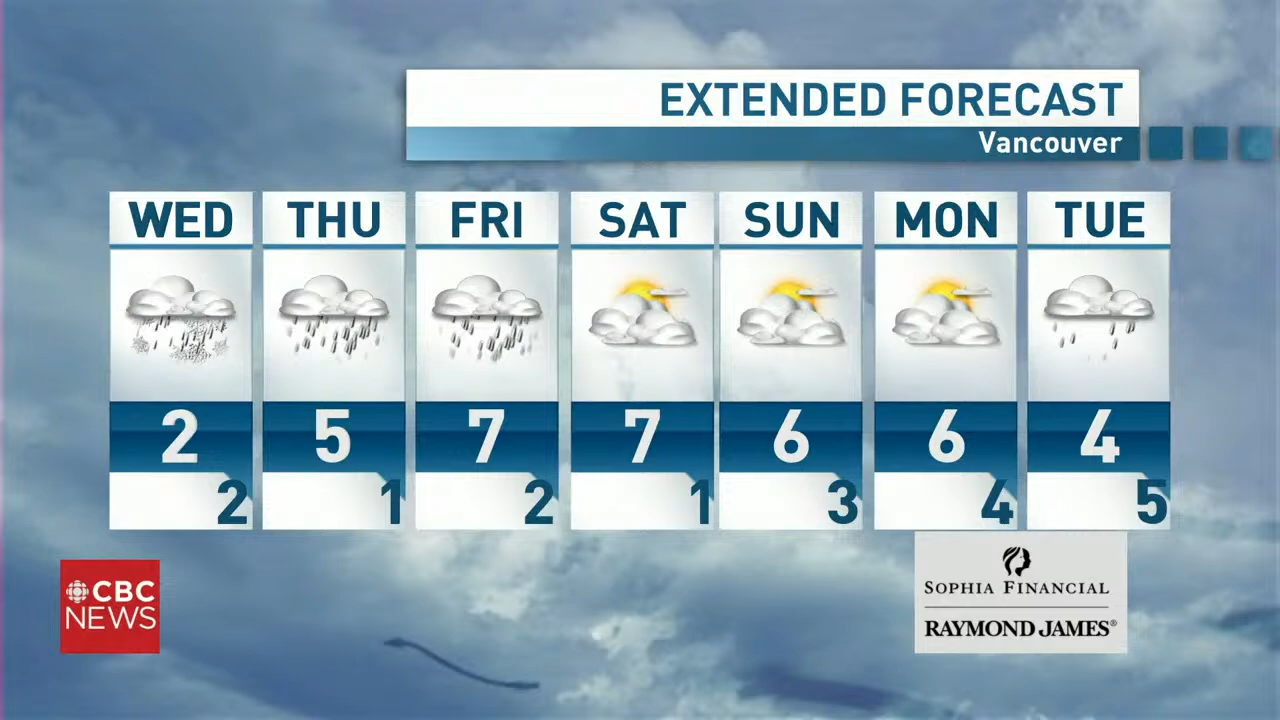 EXTENDED FORECAST
Vancouver
WED THU FRI SAT SUN MON TUE
2 5 7 7 6 6 4
2 1 2 1 3 4 5
CBC
NEWS
SOPHIA FINANCIAL
RAYMOND JAMES®